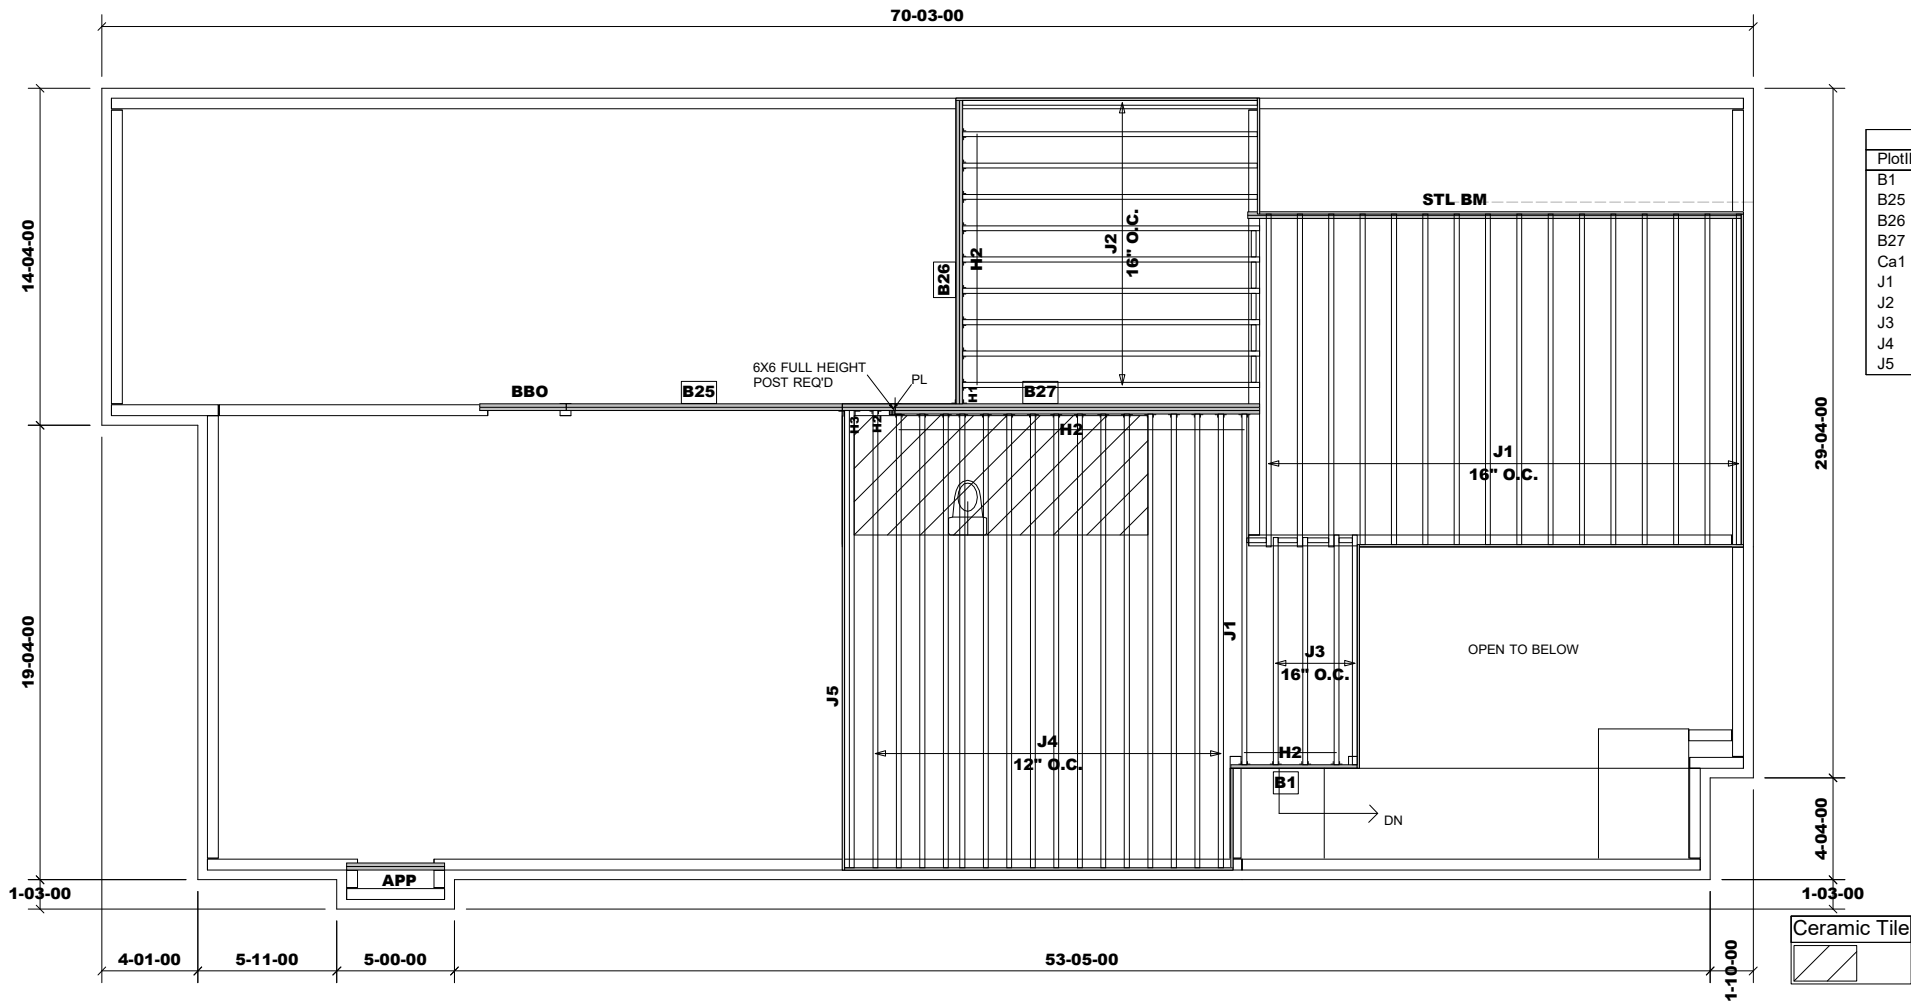 70-03-00
PlotI
B1
B25
B26
B27
Ca1
J1
J2
J3
J4
J5
14-04-00
STL BM
J2
16" O.C.
H2
B26
6X6 FULL HEIGHT
POST REQ'D
PL
BBO
B25
H1
B27
H3
H2
H2
29-04-00
J1
16" O.C.
19-04-00
J1
J3
16" O.C.
OPEN TO BELOW
J5
J4
12" O.C.
H2
B1
DN
4-04-00
APP
1-03-00
1-03-00
Ceramic Tile
4-01-00
5-11-00
5-00-00
53-05-00
1-10-00